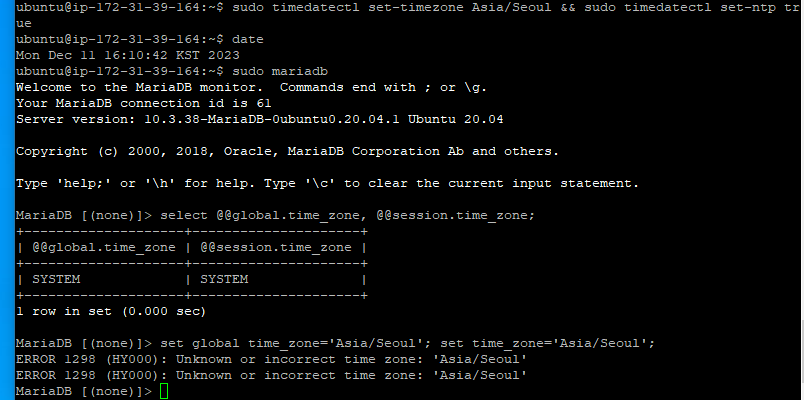 ubuntu@ip-172-31-39-164:~$ sudo timedatectl set-timezone Asia/Seoul && sudo timedatectl set-ntp tr
ue
ubuntu@ip-172-31-39-164:~$ date
Mon Dec 11 16:10:42 KST 2023
ubuntu@ip-172-31-39-164:~$ sudo mariadb
Welcome to the MariaDB monitor.  Commands end with ; or \g.
Your MariaDB connection id is 61
Server version: 10.3.38-MariaDB-0ubuntu0.20.04.1 Ubuntu 20.04

Copyright (c) 2000, 2018, Oracle, MariaDB Corporation Ab and others.

Type 'help;' or '\h' for help. Type '\c' to clear the current input statement.

MariaDB [(none)]> select @@global.time_zone, @@session.time_zone;
+--------------------+---------------------+
| @@global.time_zone | @@session.time_zone |
+--------------------+---------------------+
| SYSTEM             | SYSTEM              |
+--------------------+---------------------+
1 row in set (0.000 sec)

MariaDB [(none)]> set global time_zone='Asia/Seoul'; set time_zone='Asia/Seoul';
ERROR 1298 (HY000): Unknown or incorrect time zone: 'Asia/Seoul'
ERROR 1298 (HY000): Unknown or incorrect time zone: 'Asia/Seoul'
MariaDB [(none)]>